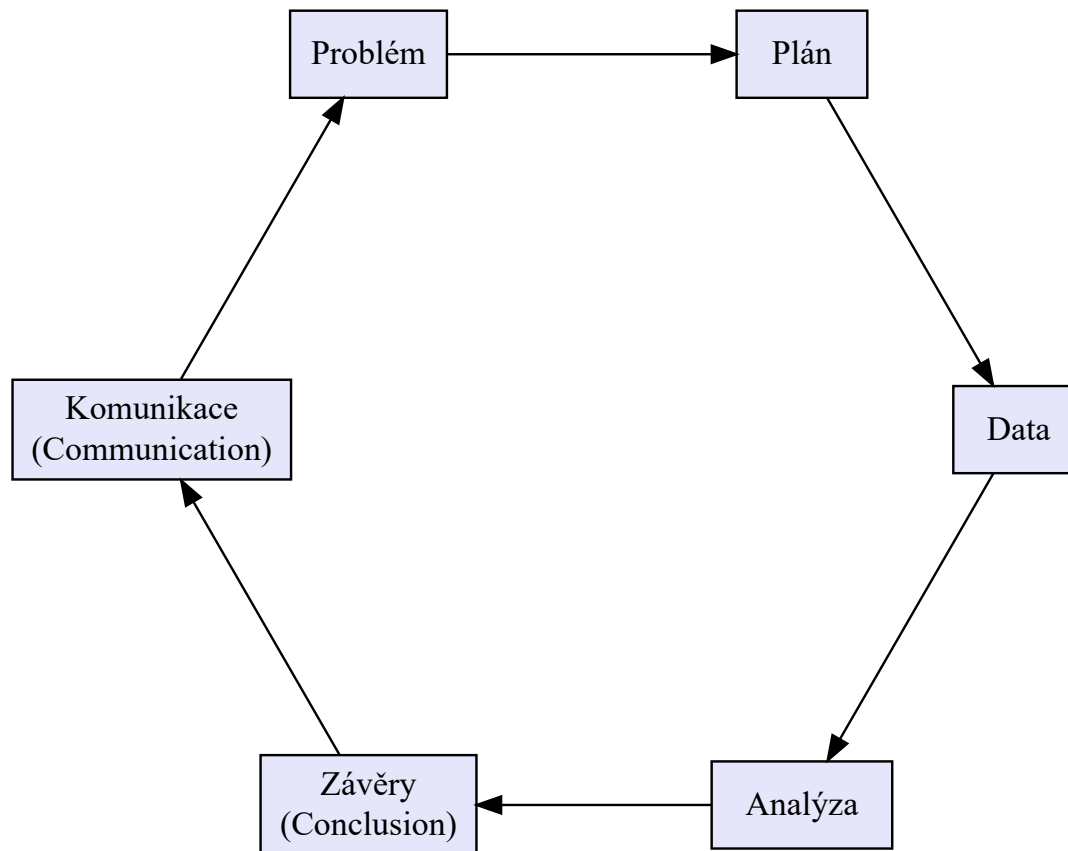 Problém
Plán
Komunikace
(Communication)
Data
Závěry
(Conclusion)
Analýza